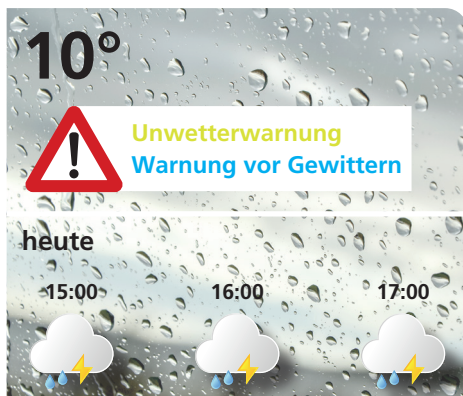 10°
Unwetterwarnung
Warnung vor Gewittern
heute
15:00 16:00 17:00